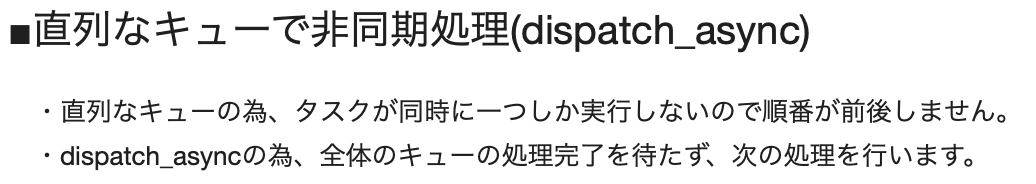 ■直列なキューで非同期処理(dispatch_async)
・直列なキューの為、タスクが同時に一つしか実行しないので順番が前後しません。
・dispatch_asyncの為、全体のキューの処理完了を待たず、次の処理を行います。